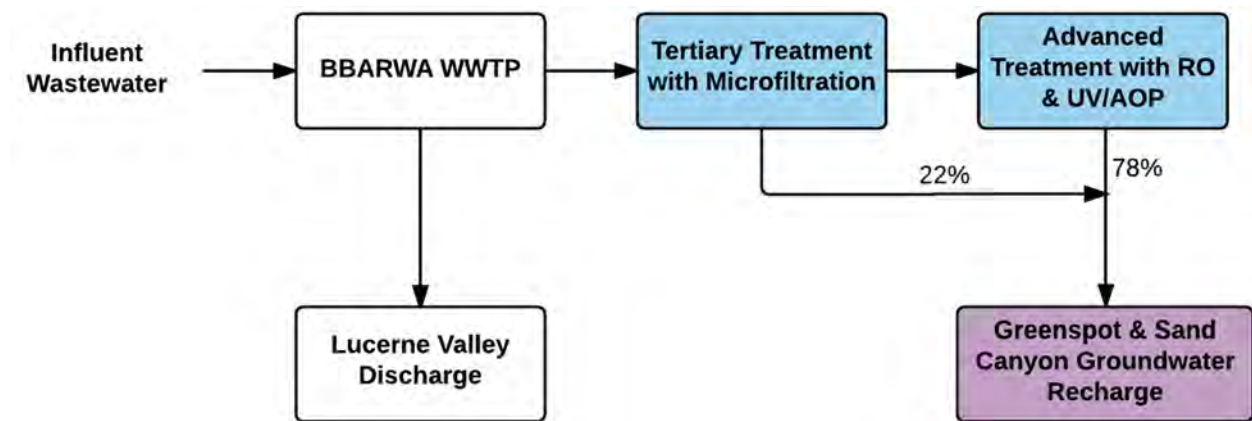 Influent
Wastewater
BBARWA WWTP
Tertiary Treatment
with Microfiltration
Advanced
Treatment with RO
& UV/AOP
22%
78%
Lucerne Valley
Discharge
Greenspot & Sand
Canyon Groundwater
Recharge